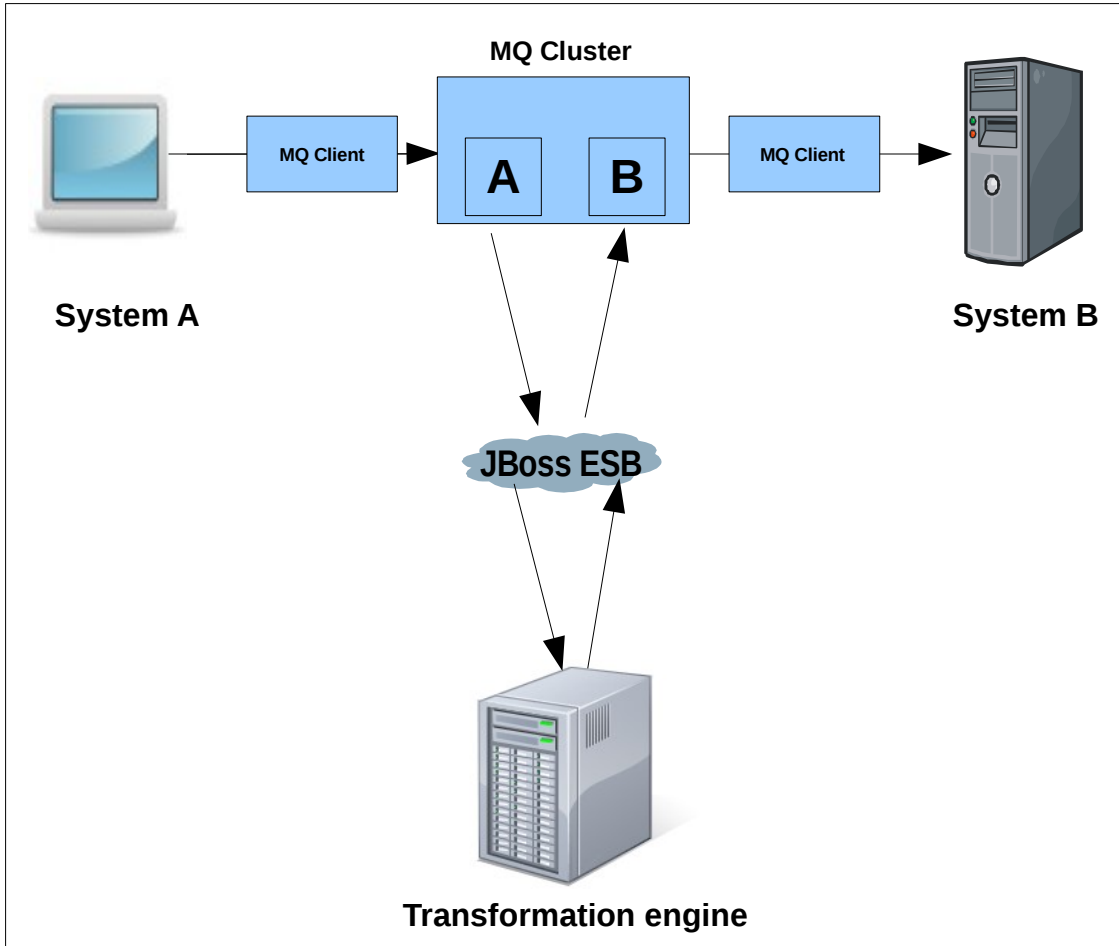 MQ Cluster
MQ Client
A
B
MQ Client
System A
System B
JBoss ESB
Transformation engine